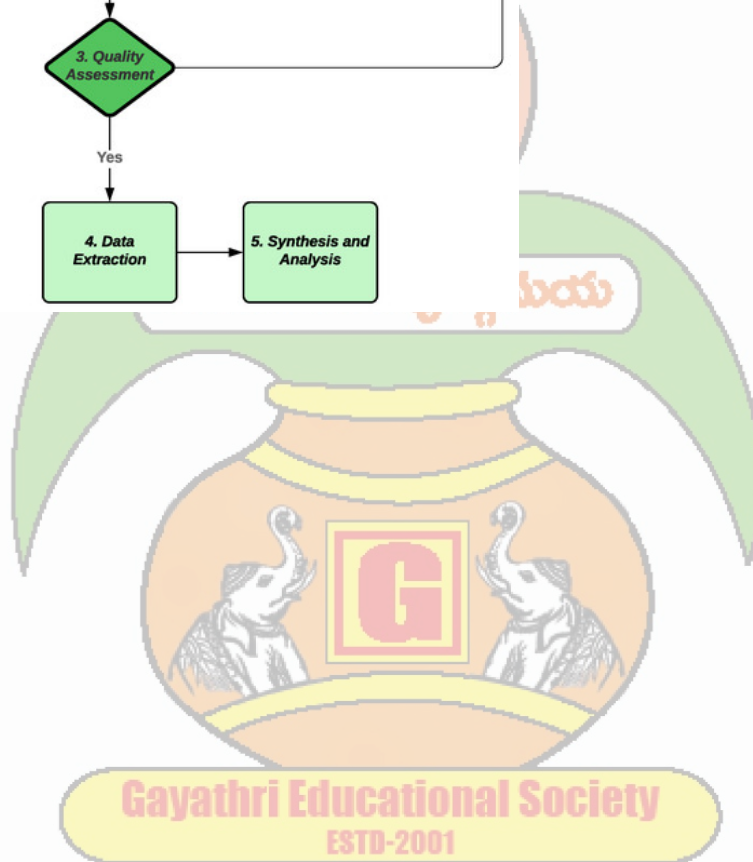 3. Quality
Assessment
Yes
4. Data
Extraction
5. Synthesis and
Analysis
G
Gayathri Educational Society
ESTD-2001